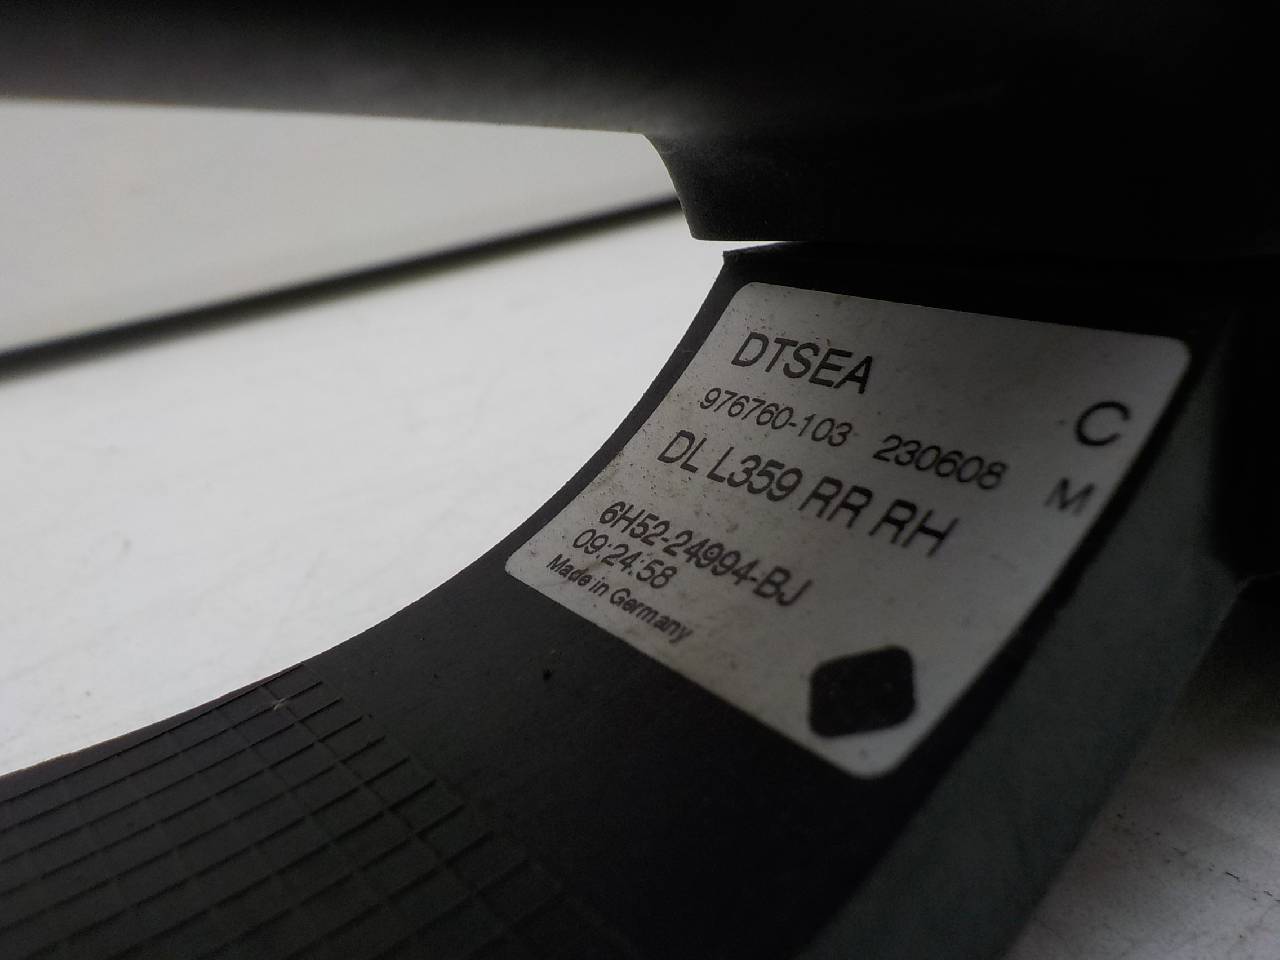 DTSEA
C
976760-103 230608
M
DL L359 RR RH
6H52-24994-BJ
09:24:58
Made in Germany